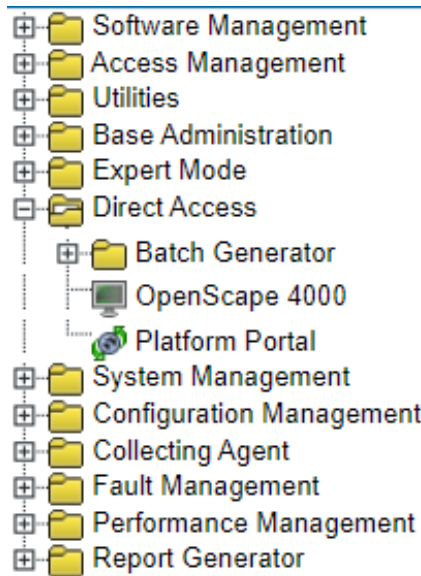 Software Management
Access Management
Utilities
Base Administration
Expert Mode
Direct Access
Batch Generator
OpenScape 4000
Platform Portal
System Management
Configuration Management
Collecting Agent
Fault Management
Performance Management
Report Generator